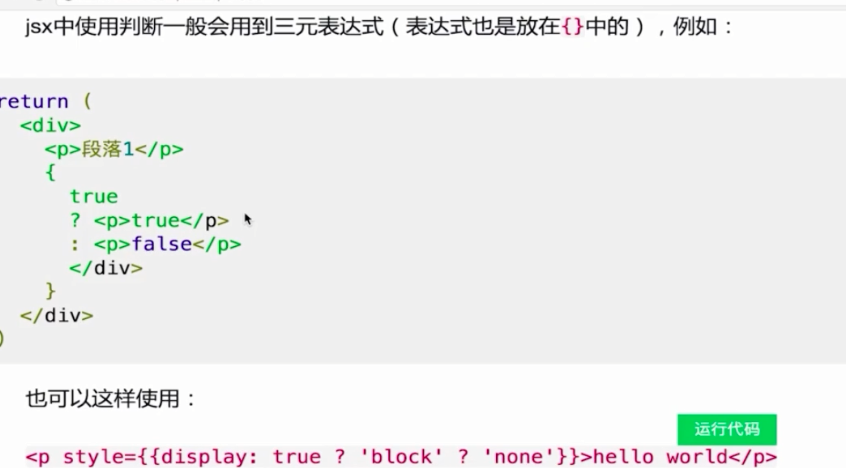 jsx中使用判断一般会用到三元表达式（表达式也是放在{}中的），例如：
return (
<div>
<p>段落1</p>
{
true
? <p>true</p>
: <p>false</p>
</div>
}
</div>
)
也可以这样使用：
运行代码
<p style={{display: true ? 'block' ? 'none'}}>hello world</p>